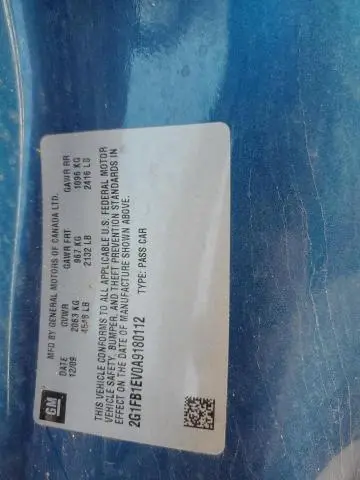 GM
MFD BY GENERAL MOTORS OF CANADA LTD.
DATE GVWR GAWR FRT GAWR RR
12/09 2063 KG 967 KG 1096 KG
4548 LB 2132 LB 2416 LB
THIS VEHICLE CONFORMS TO ALL APPLICABLE U.S. FEDERAL MOTOR
VEHICLE SAFETY, BUMPER, AND THEFT PREVENTION STANDARDS IN
EFFECT ON THE DATE OF MANUFACTURE SHOWN ABOVE.
2G1FB1EV0A9180112 TYPE: PASS CAR